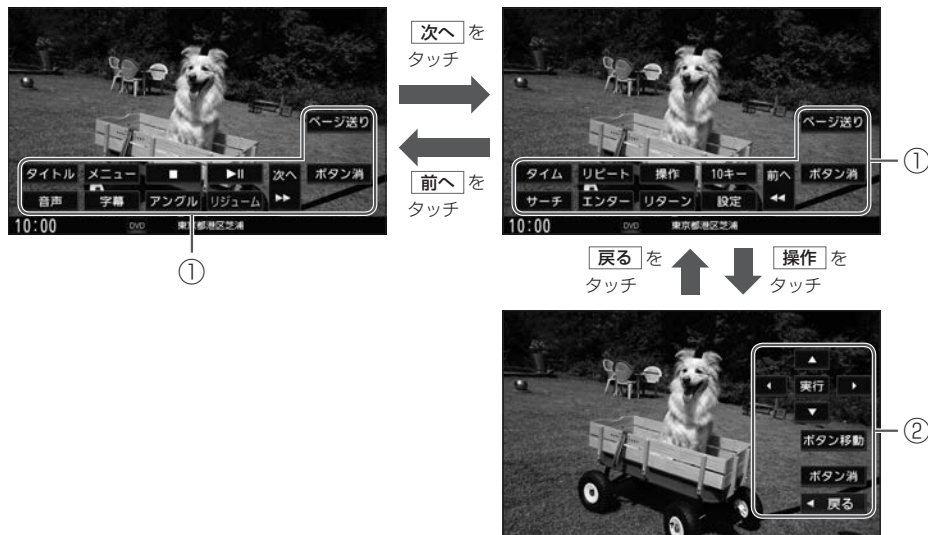 ページ送り
タイトル メニュー ■ ▶II 次へ ボタン消
音声 字幕 アングル リジューム ▶▶
10:00 DVD 東京都港区芝浦
①
次へ を
タッチ
前へ を
タッチ
ページ送り
タイム リピート 操作 10キー 前へ ボタン消
サーチ エンター リターン 設定 ◀◀
10:00 DVD 東京都港区芝浦
①
戻る を
タッチ
操作 を
タッチ
▲
◀ 実行 ▶
▼
ボタン移動
ボタン消
◀ 戻る
②